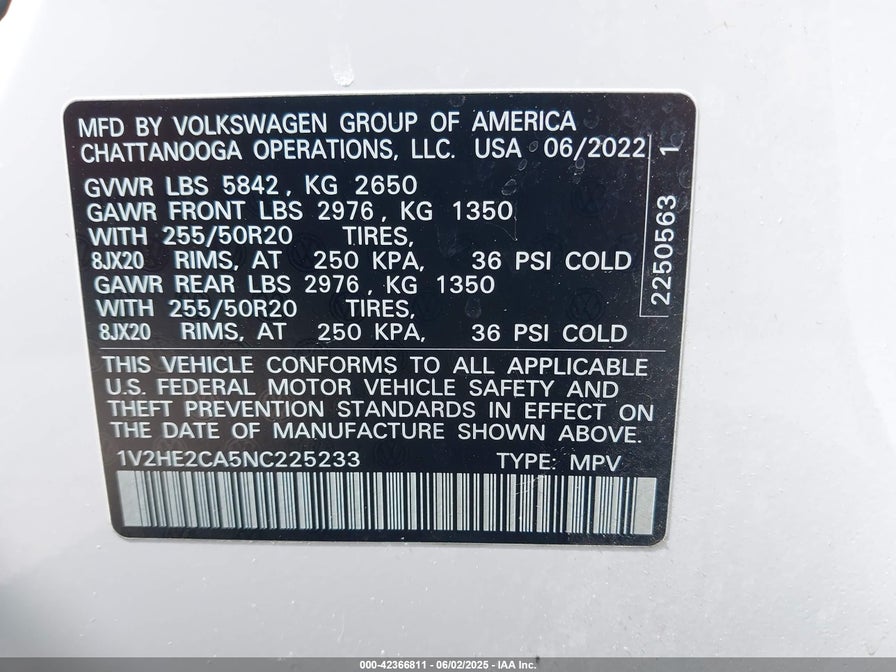 MFD BY VOLKSWAGEN GROUP OF AMERICA
CHATTANOOGA OPERATIONS, LLC. USA 06/2022
GVWR LBS 5842, KG 2650
GAWR FRONT LBS 2976, KG 1350
WITH 255/50R20 TIRES,
8JX20 RIMS, AT 250 KPA, 36 PSI COLD
GAWR REAR LBS 2976, KG 1350
WITH 255/50R20 TIRES,
8JX20 RIMS, AT 250 KPA, 36 PSI COLD
2250563 1
THIS VEHICLE CONFORMS TO ALL APPLICABLE
U.S. FEDERAL MOTOR VEHICLE SAFETY AND
THEFT PREVENTION STANDARDS IN EFFECT ON
THE DATE OF MANUFACTURE SHOWN ABOVE.
1V2HE2CA5NC225233 TYPE: MPV
000-42366811 - 06/02/2025 - IAA Inc.